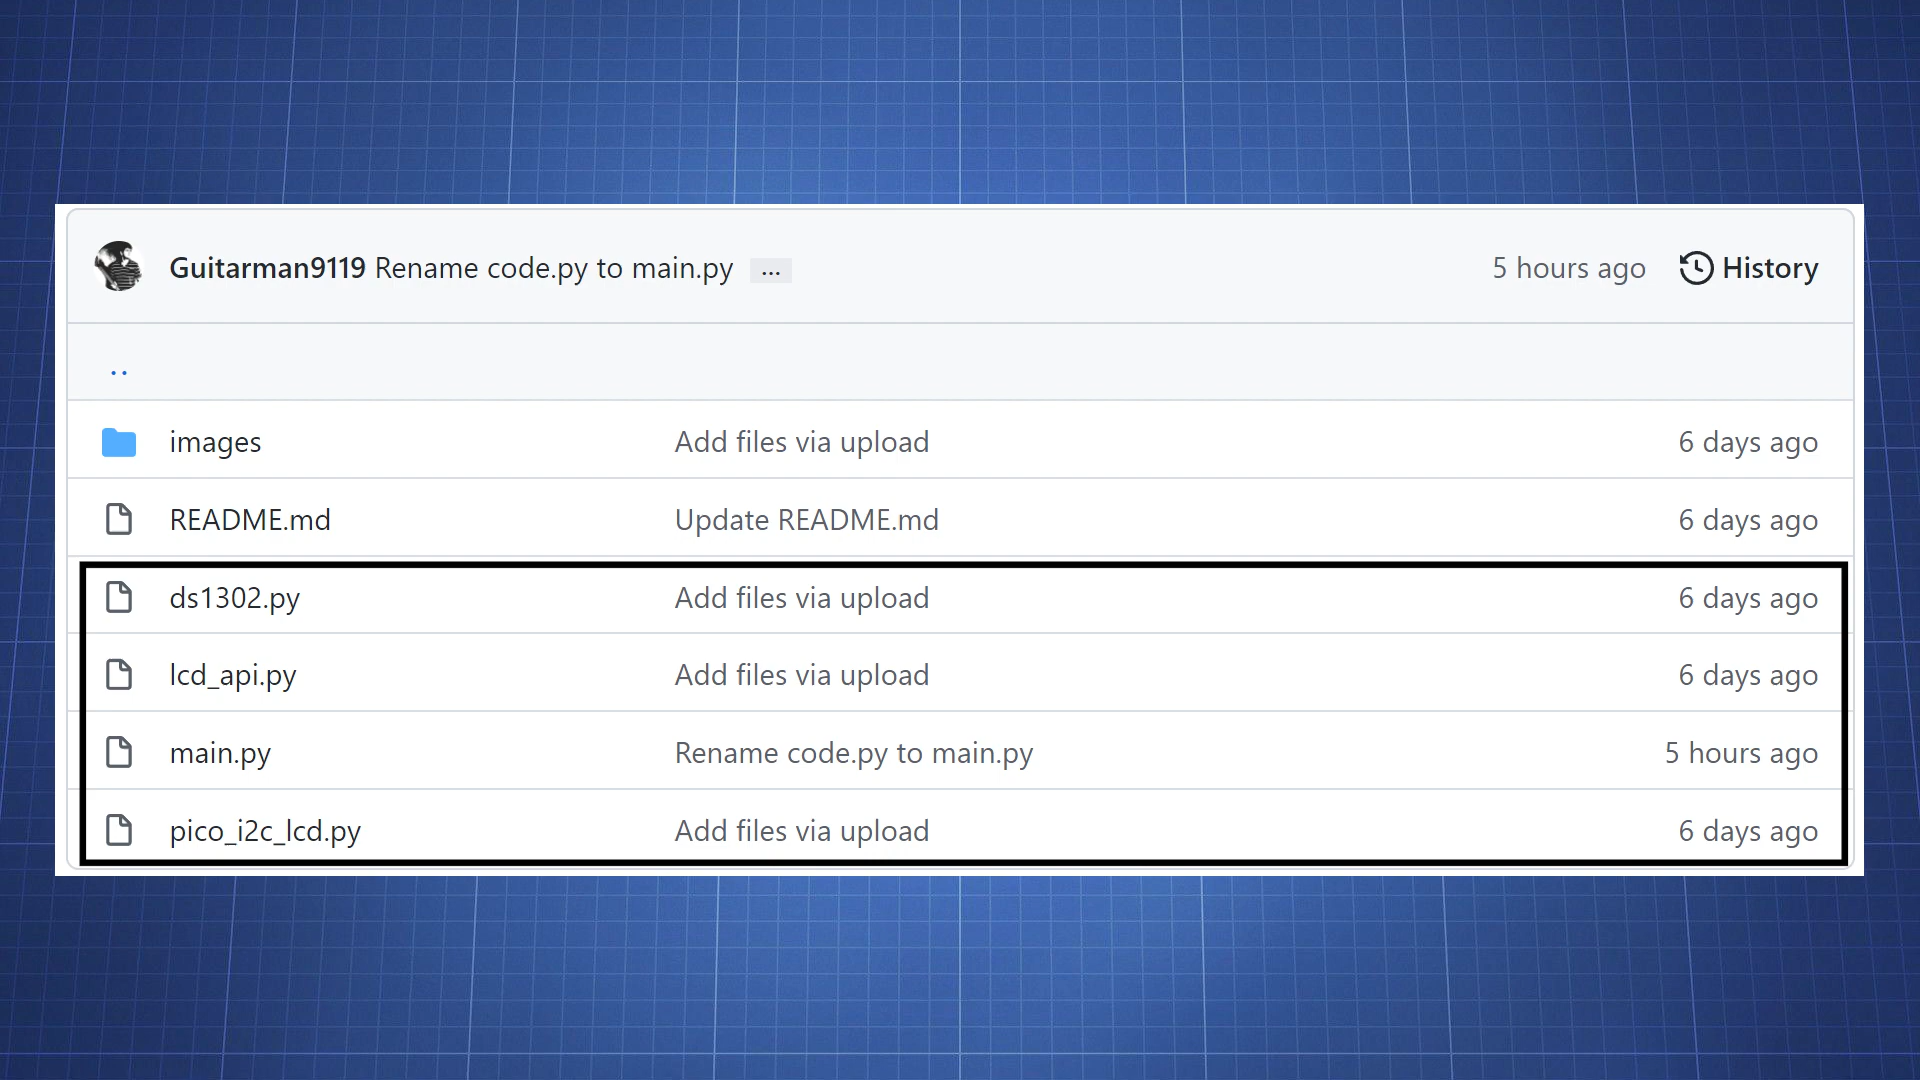 Guitarman9119 Rename code.py to main.py ... 5 hours ago History
..
images Add files via upload 6 days ago
README.md Update README.md 6 days ago
ds1302.py Add files via upload 6 days ago
lcd_api.py Add files via upload 6 days ago
main.py Rename code.py to main.py 5 hours ago
pico_i2c_lcd.py Add files via upload 6 days ago